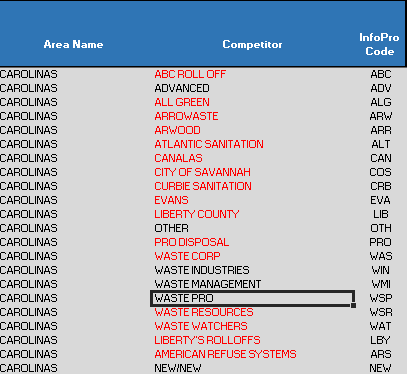 Area Name Competitor InfoPro Code
CAROLINAS ABC ROLL OFF ABC
CAROLINAS ADVANCED ADV
CAROLINAS ALL GREEN ALG
CAROLINAS ARROWASTE ARW
CAROLINAS ARWOOD ARR
CAROLINAS ATLANTIC SANITATION ALT
CAROLINAS CANALAS CAN
CAROLINAS CITY OF SAVANNAH COS
CAROLINAS CURBIE SANITATION CRB
CAROLINAS EVANS EVA
CAROLINAS LIBERTY COUNTY LIB
CAROLINAS OTHER OTH
CAROLINAS PRO DISPOSAL PRO
CAROLINAS WASTE CORP WAS
CAROLINAS WASTE INDUSTRIES WIN
CAROLINAS WASTE MANAGEMENT WMI
CAROLINAS WASTE PRO WSP
CAROLINAS WASTE RESOURCES WSR
CAROLINAS WASTE WATCHERS WAT
CAROLINAS LIBERTY'S ROLLOFFS LBY
CAROLINAS AMERICAN REFUSE SYSTEMS ARS
CAROLINAS NEW/NEW NEW